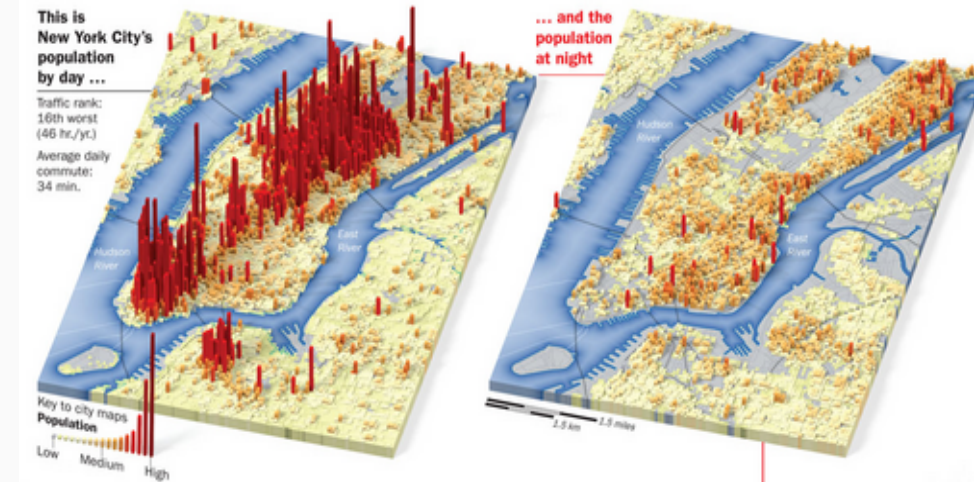 This is
New York City's
population
by day ...
Traffic rank:
16th worst
(46 hr./yr.)
Average daily
commute:
34 min.
Hudson
River
East
River
Key to city maps
Population
Low
Medium
High
... and the
population
at night
Hudson
River
East
River
1.5 km
1.5 miles